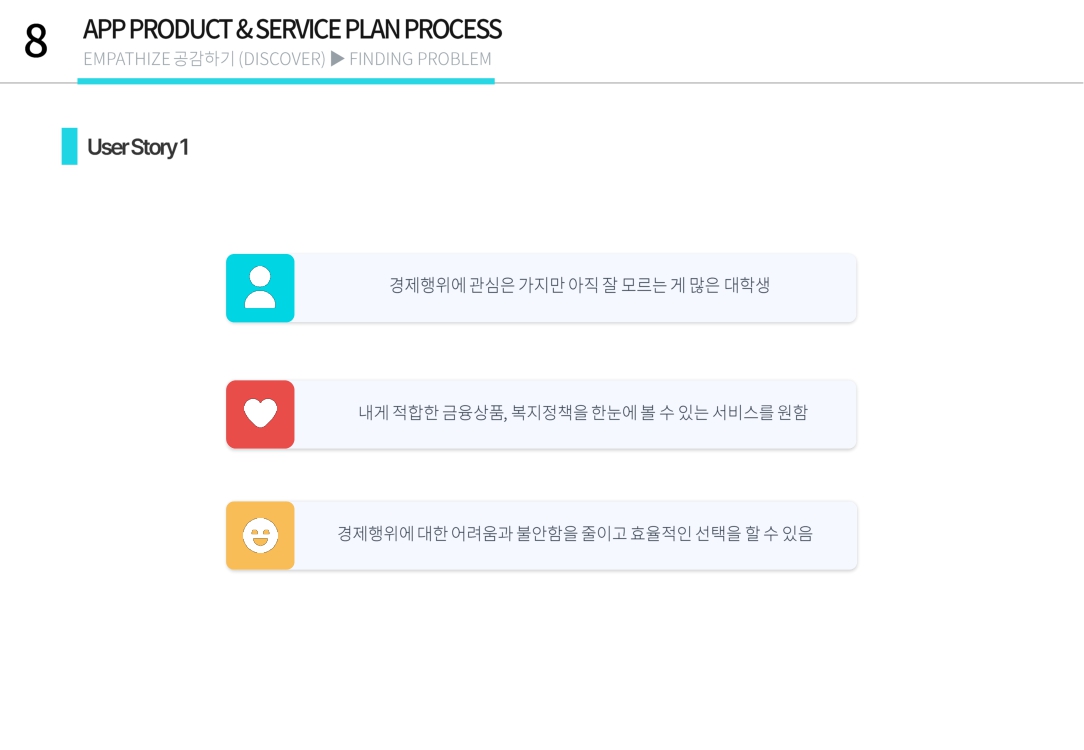 8
APP PRODUCT & SERVICE PLAN PROCESS
EMPATHIZE 공감하기 (DISCOVER) ▶ FINDING PROBLEM
User Story 1
경제행위에 관심은 가지만 아직 잘 모르는 게 많은 대학생
내게 적합한 금융상품, 복지정책을 한눈에 볼 수 있는 서비스를 원함
경제행위에 대한 어려움과 불안함을 줄이고 효율적인 선택을 할 수 있음